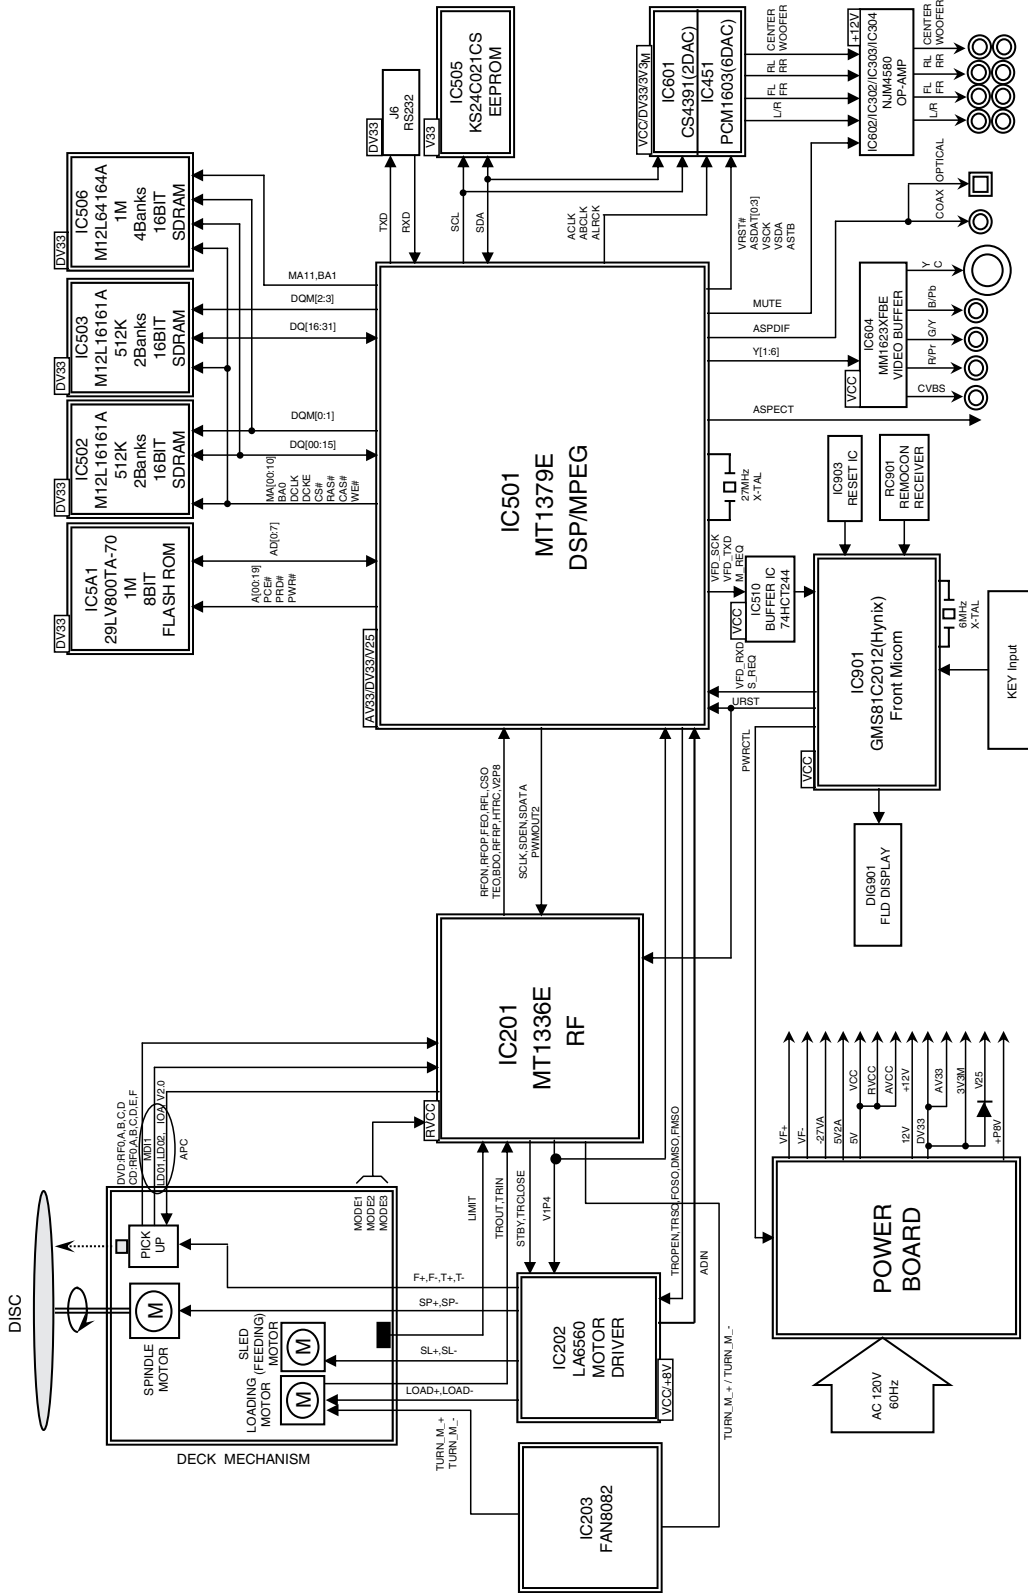 DISC
SPINDLE
MOTOR
M
PICK
UP
SLED
(FEEDING)
MOTOR
M
LOADING
MOTOR
M
DECK MECHANISM
MODE1
MODE2
MODE3
DVD:RF0,A,B,C,D
CD:RF0,A,B,C,D,E,F
MDI1
LD01,LD02,
IOA, V2.0
APC
F+,F-,T+,T-
SP+,SP-
SL+,SL-
LOAD+,LOAD-
TURN_M_+
TURN_M_-
LIMIT
TROUT,TRIN
STBY,TRCLOSE
V1P4
TROPEN,TRSO,FOSO,DMSO,FMSO
ADIN
TURN_M_+ / TURN_M_-
IC203
FAN8082
IC202
LA6560
MOTOR
DRIVER
VCC/+8V
RVCC
IC201
MT1336E
RF
RFON,RFOP,FEO,RFL,CSO
TEO,BDO,RFRP,HTRC,V2P8
SCLK,SDEN,SDATA
PWMOUT2
DV33
IC5A1
29LV800TA-70
1M
8BIT
FLASH ROM
DV33
IC502
M12L16161A
512K
2Banks
16BIT
SDRAM
DV33
IC503
M12L16161A
512K
2Banks
16BIT
SDRAM
DV33
IC506
M12L64164A
1M
4Banks
16BIT
SDRAM
A[00:19]
PCE#
PRD#
PWR#
AD[0:7]
MA[00:10]
BA0
DCLK
DCKE
CS#
RAS#
CAS#
WE#
DQ[00:15]
DQM[0:1]
DQ[16:31]
DQM[2:3]
MA11,BA1
AV33/DV33/V25
IC501
MT1379E
DSP/MPEG
DV33
J6
RS232
TXD
RXD
V33
IC505
KS24C021CS
EEPROM
SCL
SDA
VCC/DV33/3V3M
IC601
CS4391(2DAC)
IC451
PCM1603(6DAC)
ACLK
ABCLK
ALRCK
VRST#
ASDAT[0:3]
VSCK
VSDA
ASTB
L/R
FL
FR
RL
RR
CENTER
WOOFER
+12V
IC602/IC302/IC303/IC304
NJM4580
OP-AMP
L/R
FL
FR
RL
RR
CENTER
WOOFER
MUTE
ASPDIF
COAX
OPTICAL
Y[1:6]
VCC
IC604
MM1623XFBE
VIDEO BUFFER
CVBS
R/Pr
G/Y
B/Pb
Y
C
ASPECT
27MHz
X-TAL
VFD_SCK
VFD_TXD
M_REQ
VCC
IC510
BUFFER IC
74HCT244
VFD_RXD
S_REQ
URST
PWRCTL
VCC
IC901
GMS81C2012(Hynix)
Front Micom
IC903
RESET IC
RC901
REMOCON
RECEIVER
6MHz
X-TAL
KEY Input
DIG901
FLD DISPLAY
POWER
BOARD
AC 120V
60Hz
VF+
VF-
-27VA
5V2A
5V
VCC
RVCC
AVCC
12V
+12V
DV33
AV33
3V3M
V25
+P8V